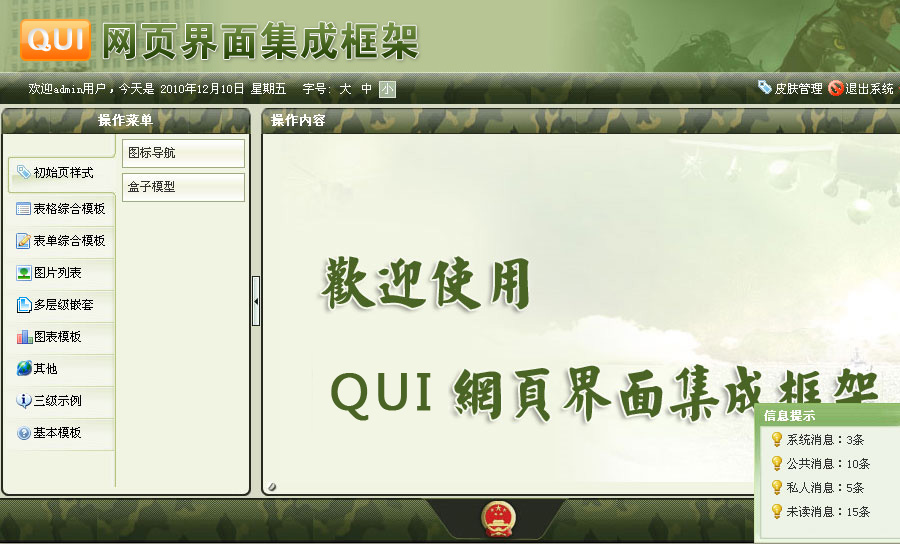 QUI 网页界面集成框架
欢迎admin用户，今天是 2010年12月10日 星期五 字号: 大 中 小
皮肤管理 退出系统
操作菜单
初始页样式
表格综合模板
表单综合模板
图片列表
多层级嵌套
图表模板
其他
三级示例
基本模板
图标导航
盒子模型
操作内容
歡迎使用
QUI 網頁界面集成框架
信息提示
系统消息：3条
公共消息：10条
私人消息：5条
未读消息：15条